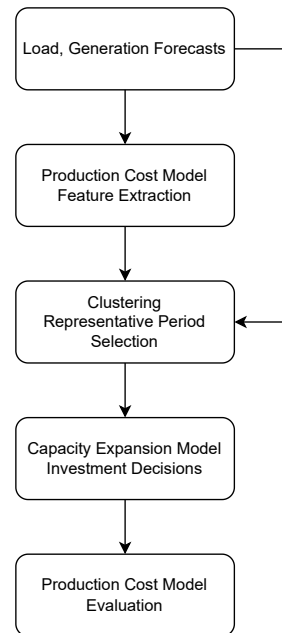 Load, Generation Forecasts
Production Cost Model
Feature Extraction
Clustering
Representative Period
Selection
Capacity Expansion Model
Investment Decisions
Production Cost Model
Evaluation